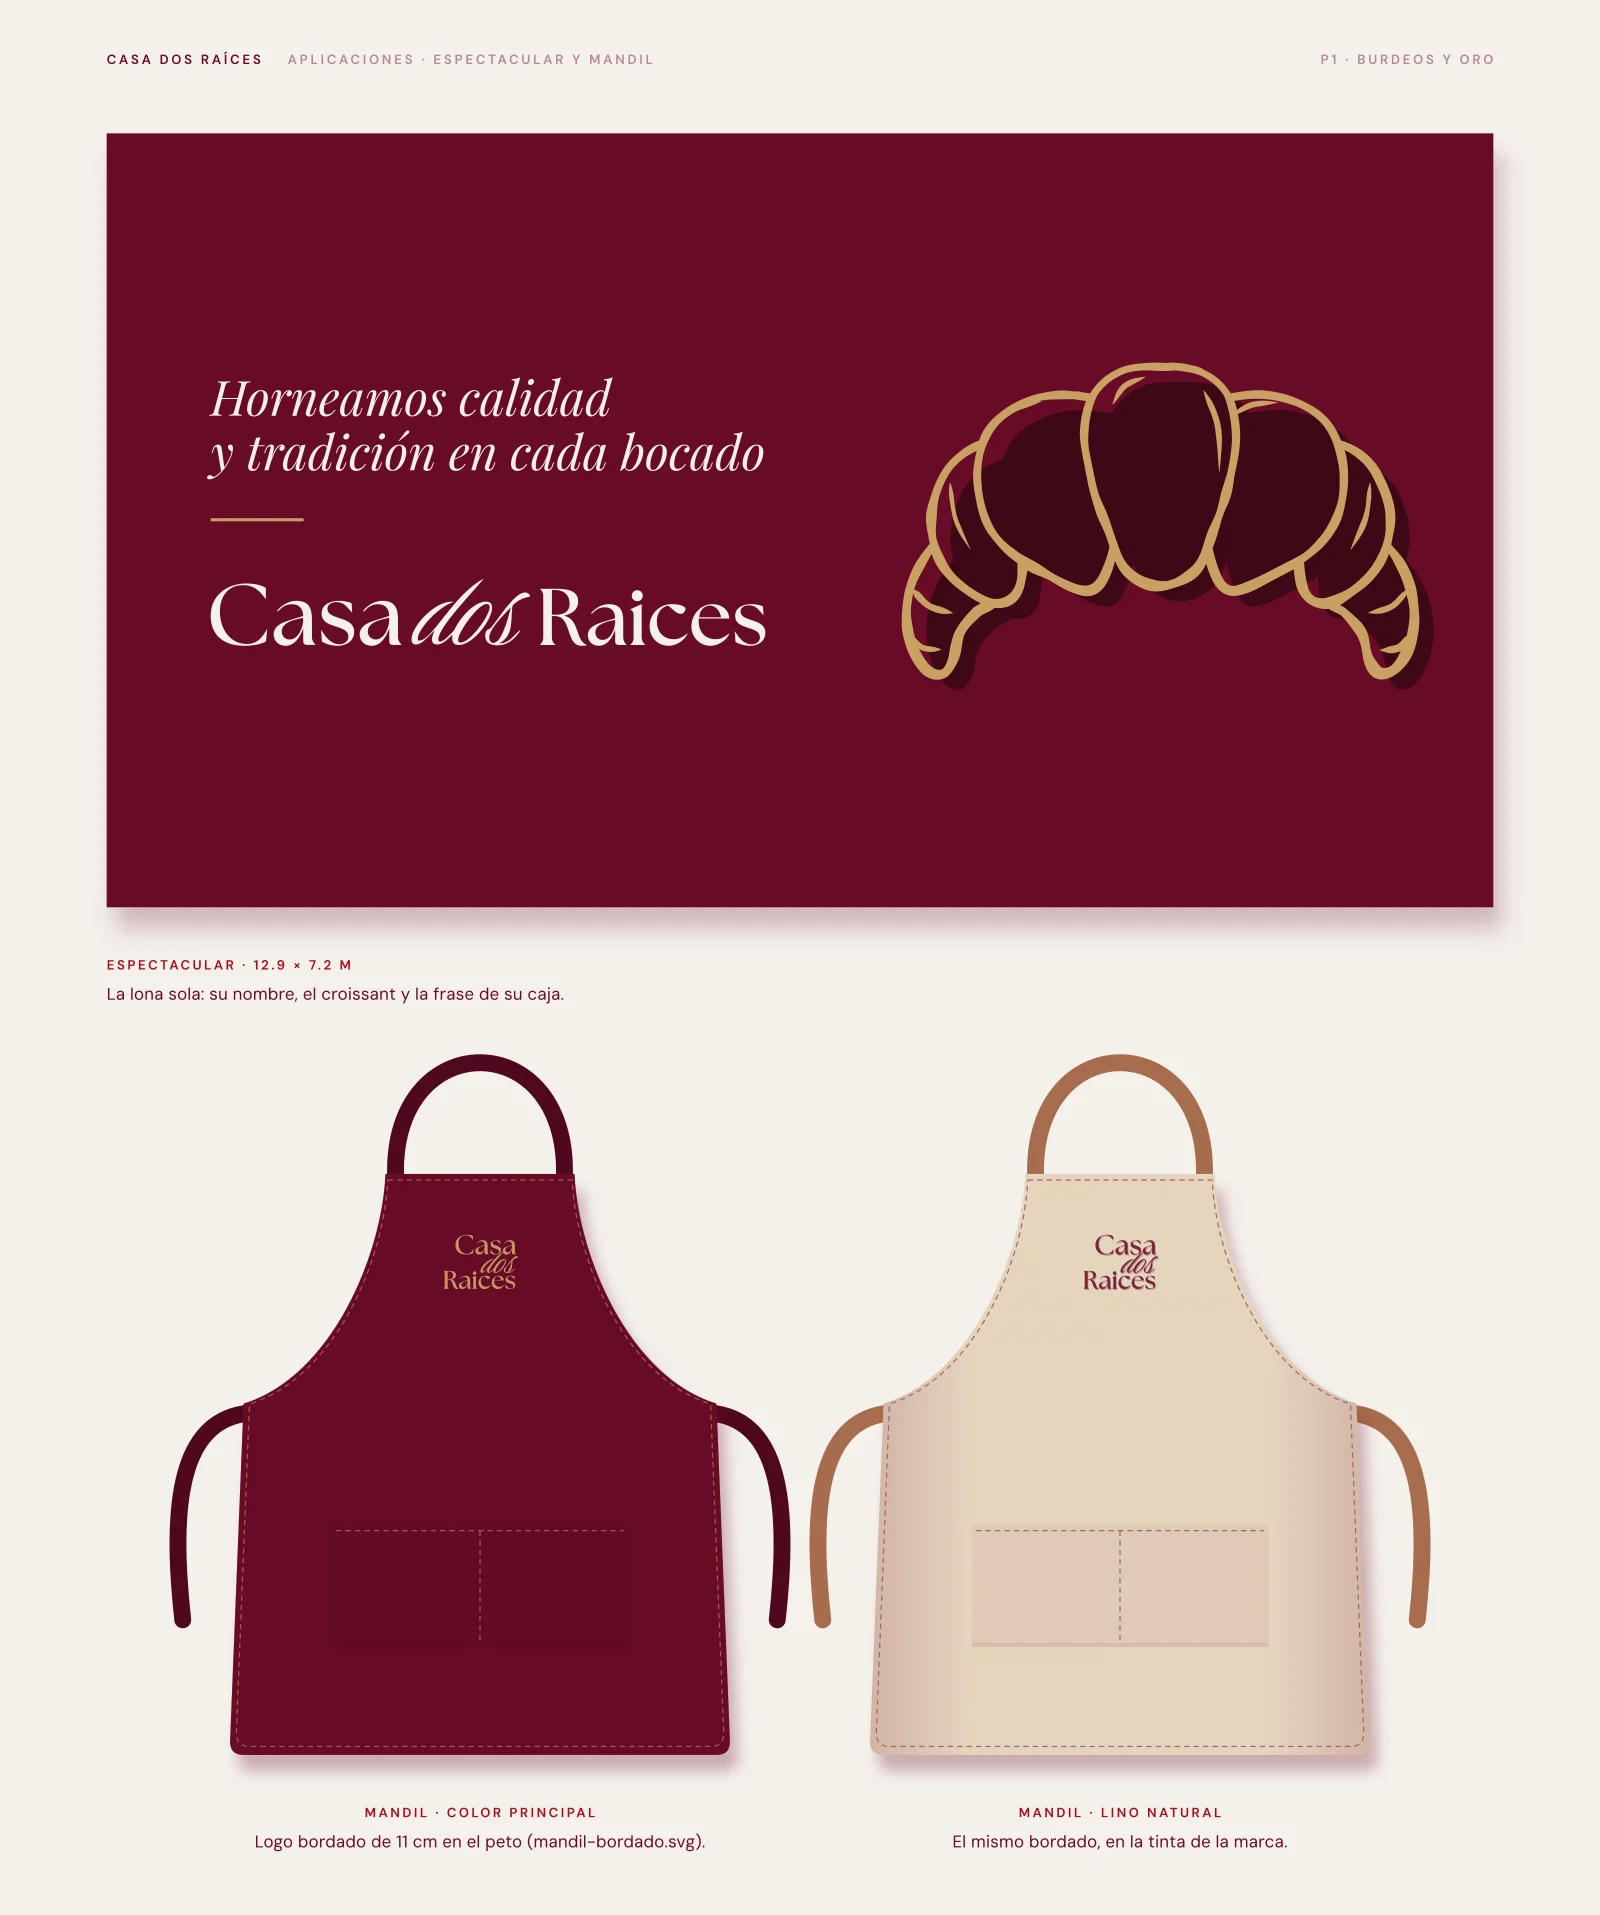 CASA DOS RAÍCES APLICACIONES · ESPECTACULAR Y MANDIL P1 · BURDEOS Y ORO
Horneamos calidad
y tradición en cada bocado
Casa dos Raices
ESPECTACULAR · 12.9 × 7.2 M
La lona sola: su nombre, el croissant y la frase de su caja.
Casa
dos
Raices
Casa
dos
Raices
MANDIL · COLOR PRINCIPAL
Logo bordado de 11 cm en el peto (mandil-bordado.svg).
MANDIL · LINO NATURAL
El mismo bordado, en la tinta de la marca.